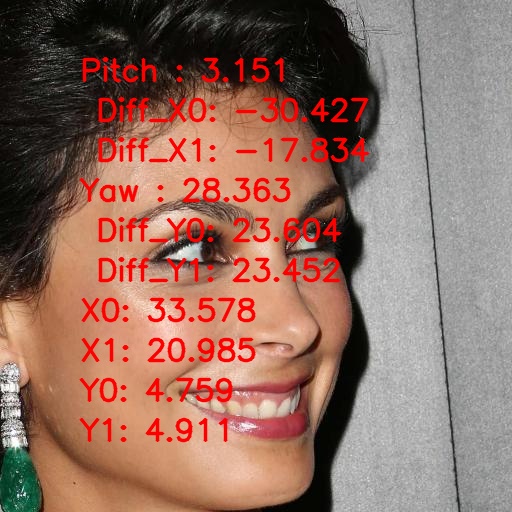 Pitch : 3.151
Diff_X0: -30.427
Diff_X1: -17.834
Yaw : 28.363
Diff_Y0: 23.604
Diff_Y1: 23.452
X0: 33.578
X1: 20.985
Y0: 4.759
Y1: 4.911